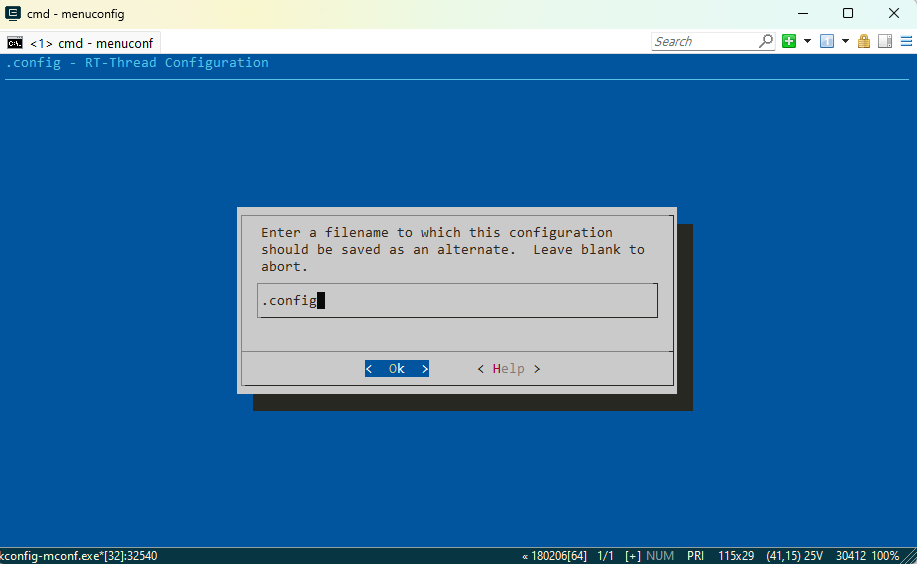 cmd - menuconfig
<1> cmd - menuconf
Search
.config - RT-Thread Configuration
Enter a filename to which this configuration
should be saved as an alternate.  Leave blank to
abort.
.config
<  Ok  >
< Help >
kconfig-mconf.exe*[32]:32540
« 180206[64] 1/1 [+] NUM PRI 115x29 (41,15) 25V 30412 100%